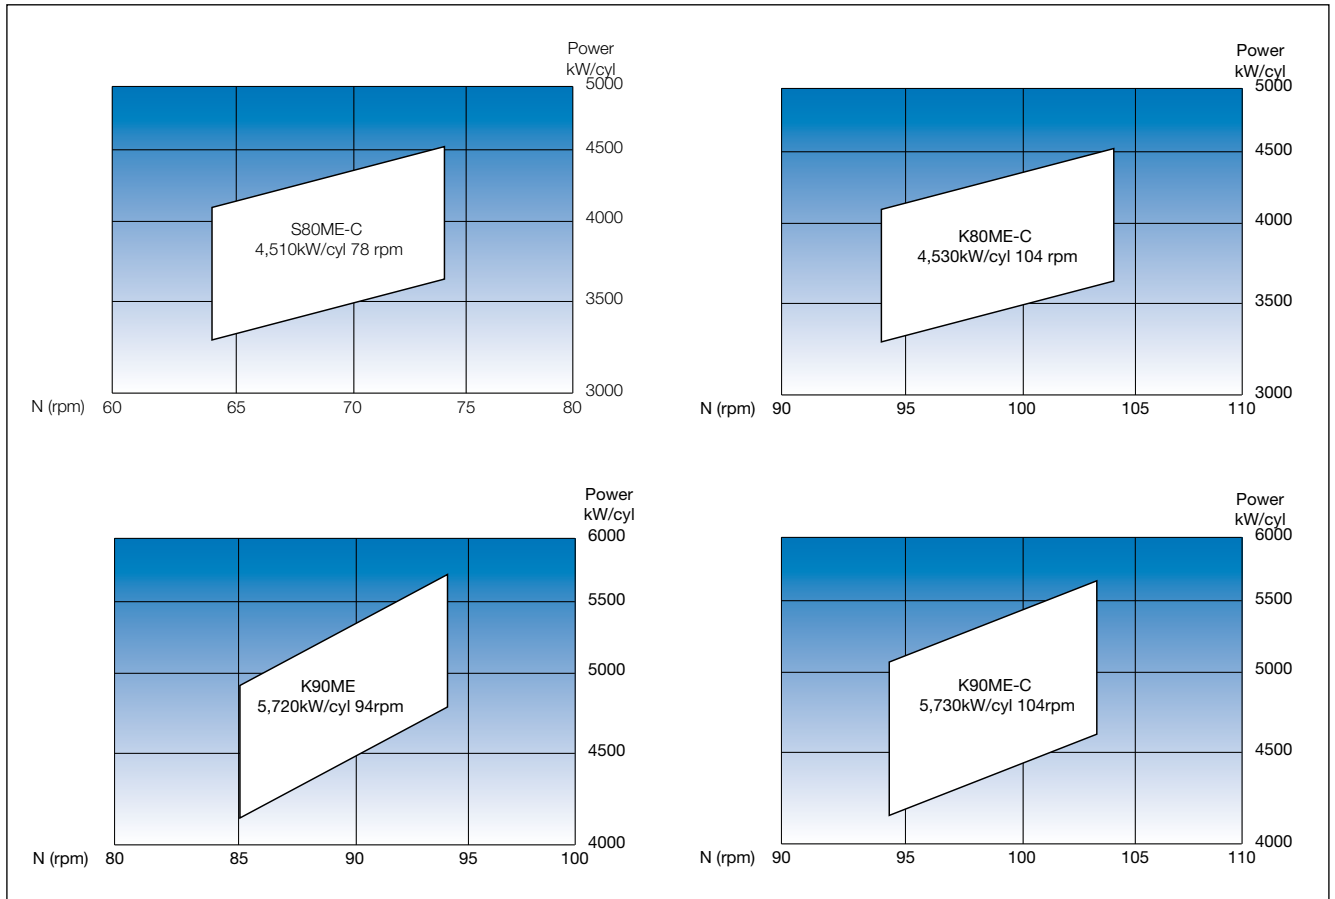 Power
kW/cyl
5000
4500
4000
3500
3000
S80ME-C
4,510kW/cyl 78 rpm
N (rpm) 60 65 70 75 80
Power
kW/cyl
5000
4500
4000
3500
3000
K80ME-C
4,530kW/cyl 104 rpm
N (rpm) 90 95 100 105 110
Power
kW/cyl
6000
5500
5000
4500
4000
K90ME
5,720kW/cyl 94rpm
N (rpm) 80 85 90 95 100
Power
kW/cyl
6000
5500
5000
4500
4000
K90ME-C
5,730kW/cyl 104rpm
N (rpm) 90 95 100 105 110